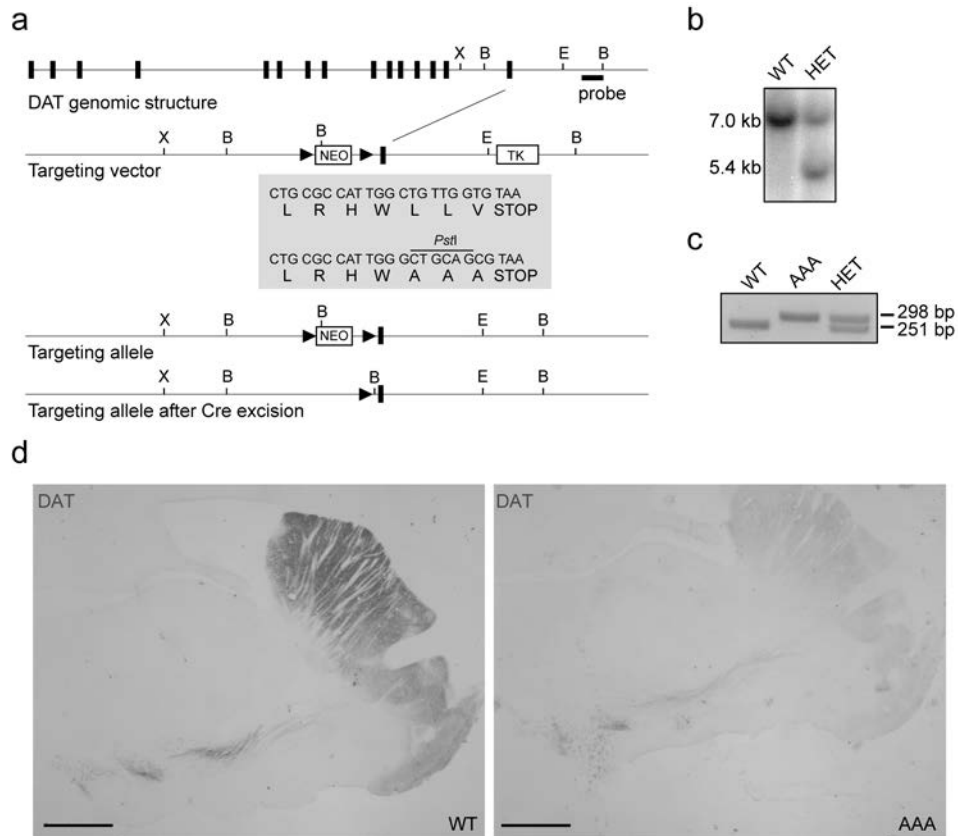 a
X B E B
DAT genomic structure
probe
X B B E B
NEO TK
Targeting vector
CTG CGC CAT TGG CTG TTG GTG TAA
L R H W L L V STOP
PstI
CTG CGC CAT TGG GCT GCA GCG TAA
L R H W A A A STOP
X B B E B
NEO
Targeting allele
X B B E B
Targeting allele after Cre excision
b
WT HET
7.0 kb
5.4 kb
c
WT AAA HET
298 bp
251 bp
d
DAT
WT
DAT
AAA